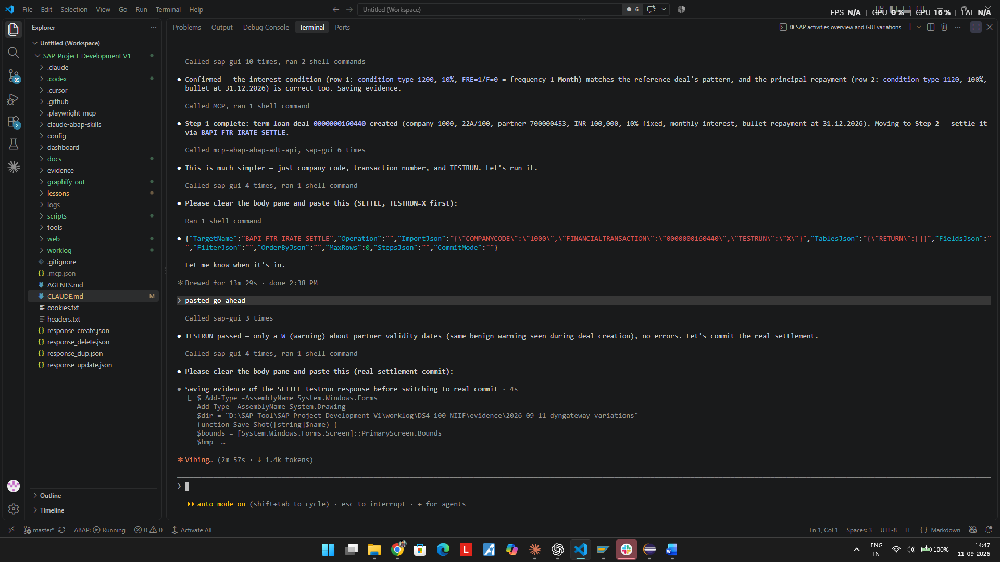 File Edit Selection View Go Run Terminal Help
Untitled (Workspace)
6
FPS N/A | GPU 0% | CPU 16% | LAT N/A
Explorer
Problems Output Debug Console Terminal Ports
SAP activities overview and GUI variations
Untitled (Workspace)
SAP-Project-Development V1
.claude
.codex
.cursor
.github
.playwright-mcp
claude-abap-skills
config
dashboard
docs
evidence
graphify-out
lessons
logs
scripts
tools
web
worklog
.gitignore
.mcp.json
AGENTS.md
CLAUDE.md M
cookies.txt
headers.txt
response_create.json
response_delete.json
response_dup.json
response_update.json
Outline
Timeline
85
2
Called sap-gui 10 times, ran 2 shell commands
● Confirmed — the interest condition (row 1: condition_type 1200, 10%, FRE=1/F=0 = frequency 1 Month) matches the reference deal's pattern, and the principal repayment (row 2: condition_type 1120, 100%,
bullet at 31.12.2026) is correct too. Saving evidence.
Called MCP, ran 1 shell command
● Step 1 complete: term loan deal 0000000160440 created (company 1000, 22A/100, partner 700000453, INR 100,000, 10% fixed, monthly interest, bullet repayment at 31.12.2026). Moving to Step 2 — settle it
via BAPI_FTR_IRATE_SETTLE.
Called mcp-abap-abap-adt-api, sap-gui 6 times
● This is much simpler — just company code, transaction number, and TESTRUN. Let's run it.
Called sap-gui 4 times, ran 1 shell command
● Please clear the body pane and paste this (SETTLE, TESTRUN=X first):
Ran 1 shell command
● {"TargetName":"BAPI_FTR_IRATE_SETTLE","Operation":"","ImportJson":"{\"COMPANYCODE\":\"1000\",\"FINANCIALTRANSACTION\":\"0000000160440\",\"TESTRUN\":\"X\"}","TablesJson":"{\"RETURN\":[]}","FieldsJson":"
","FilterJson":"","OrderByJson":"","MaxRows":0,"StepsJson":"","CommitMode":""}
Let me know when it's in.
✻ Brewed for 13m 29s · done 2:38 PM
❯ pasted go ahead
Called sap-gui 3 times
● TESTRUN passed — only a W (warning) about partner validity dates (same benign warning seen during deal creation), no errors. Let's commit the real settlement.
Called sap-gui 4 times, ran 1 shell command
● Please clear the body pane and paste this (real settlement commit):
● Saving evidence of the SETTLE testrun response before switching to real commit · 4s
⎿ $ Add-Type -AssemblyName System.Windows.Forms
Add-Type -AssemblyName System.Drawing
$dir = "D:\SAP Tool\SAP-Project-Development V1\worklog\DS4_100_NIIF\evidence\2026-09-11-dyngateway-variations"
function Save-Shot([string]$name) {
$bounds = [System.Windows.Forms.Screen]::PrimaryScreen.Bounds
$bmp =…
✻ Vibing… (2m 57s · ↓ 1.4k tokens)
❯
⏵⏵ auto mode on (shift+tab to cycle) · esc to interrupt · ← for agents
master* ABAP: Running 0 0 Activate All
Ln 1, Col 1 Spaces: 3 UTF-8 LF { } Markdown
L
ENG
IN
100%
14:47
11-09-2026